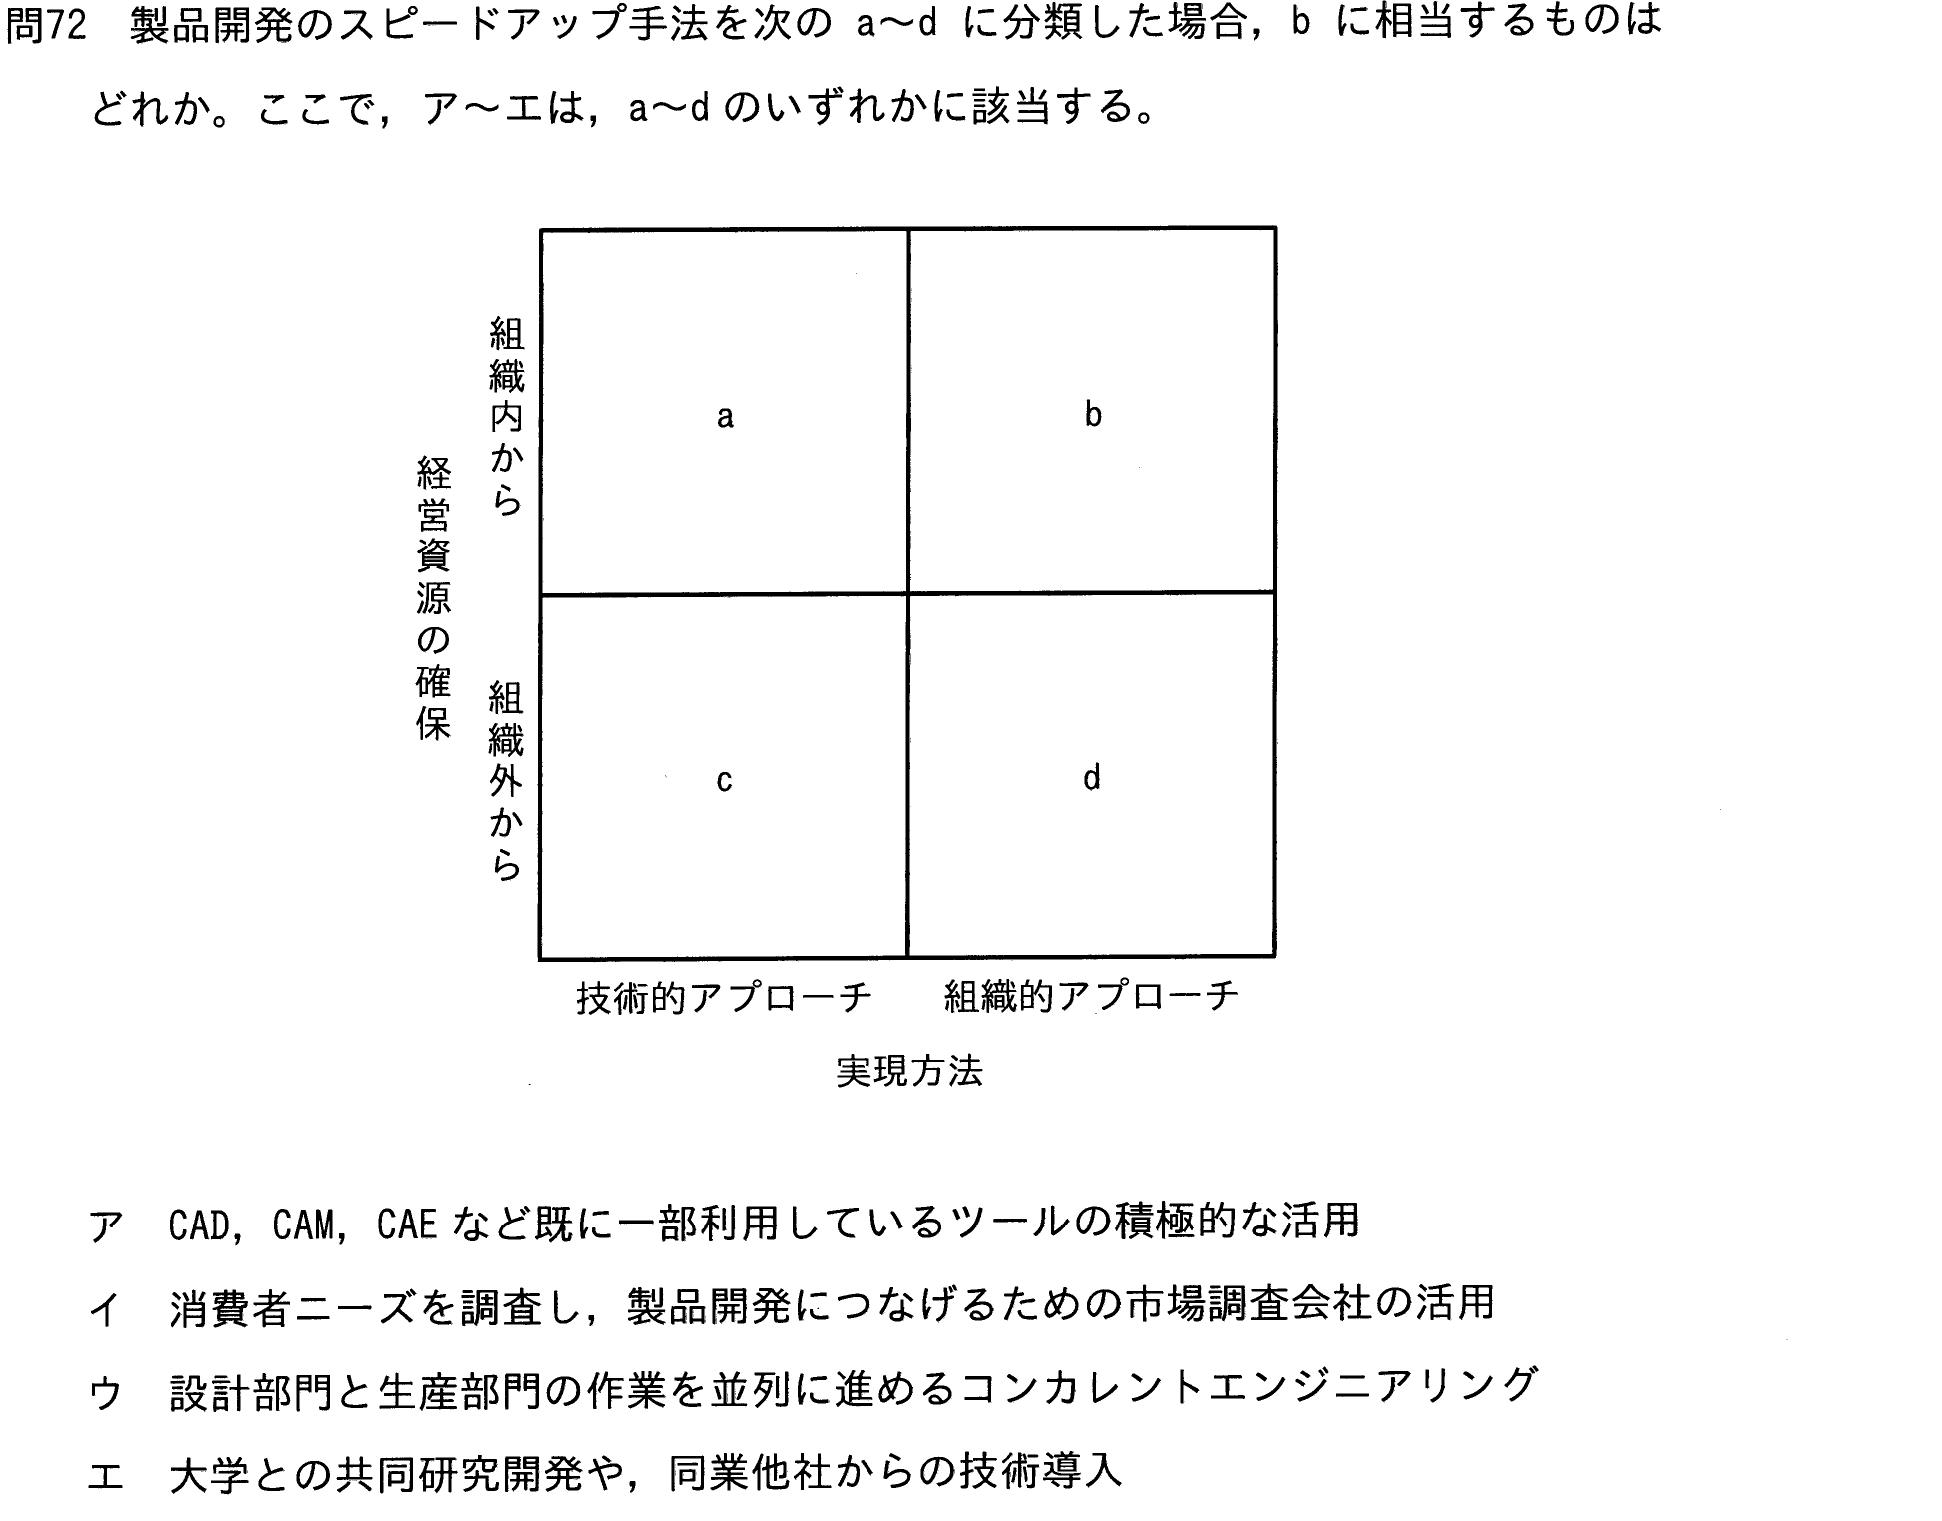 問72 製品開発のスピードアップ手法を次の a～d に分類した場合，b に相当するものは
どれか。ここで，ア～エは，a～d のいずれかに該当する。
経営資源の確保
組織内から
a
b
組織外から
c
d
技術的アプローチ
組織的アプローチ
実現方法
ア CAD，CAM，CAE など既に一部利用しているツールの積極的な活用
イ 消費者ニーズを調査し，製品開発につなげるための市場調査会社の活用
ウ 設計部門と生産部門の作業を並列に進めるコンカレントエンジニアリング
エ 大学との共同研究開発や，同業他社からの技術導入